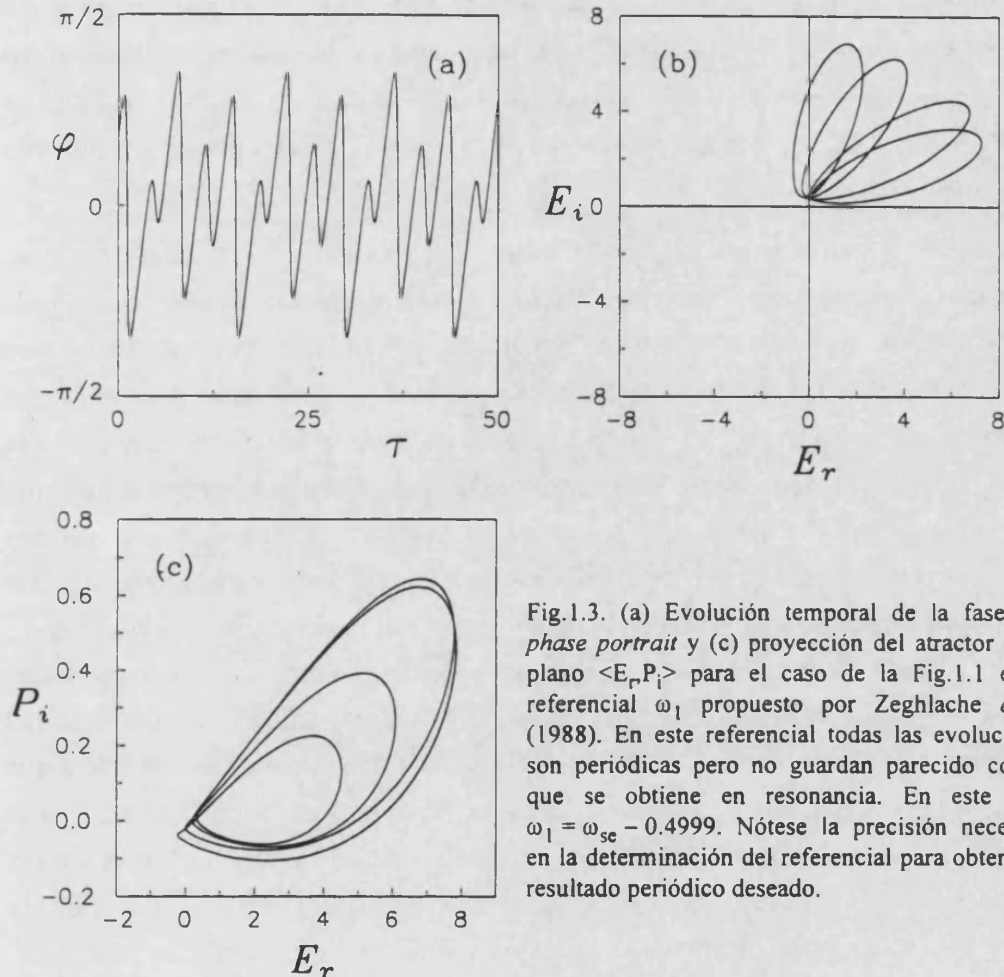 π/2
(a)
φ
0
−π/2
0
25
50
τ
8
(b)
4
E_i
0
−4
−8
−8
−4
0
4
8
E_r
0.8
(c)
0.6
0.4
P_i
0.2
0.0
−0.2
−2
0
2
4
6
8
E_r
Fig.1.3. (a) Evolución temporal de la fase
phase portrait y (c) proyección del atractor
plano <E_r,P_i> para el caso de la Fig.1.1
referencial ω_1 propuesto por Zeghlache
(1988). En este referencial todas las
son periódicas pero no guardan parecido
que se obtiene en resonancia. En este
ω_1 = ω_se − 0.4999. Nótese la precisión
en la determinación del referencial para
resultado periódico deseado.